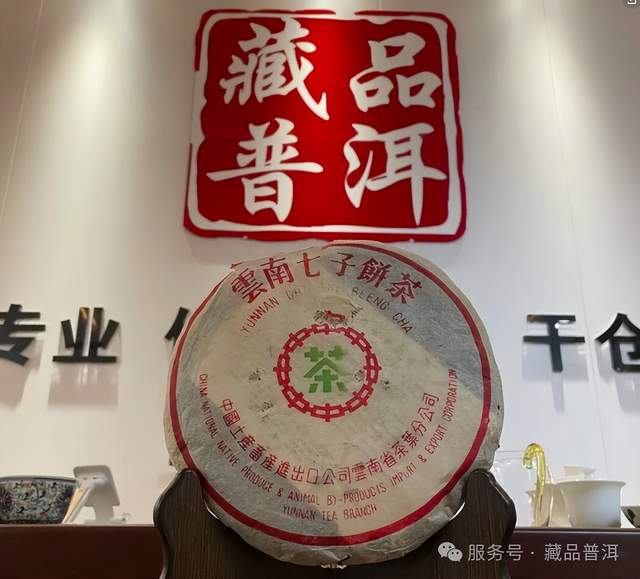 藏品
普洱
专业
干仓
雲南七子餅茶
YUNNAN CHI TSE BEENG CHA
茶
中國土產畜產進出口公司雲南省茶葉分公司
CHINA NATIONAL NATIVE PRODUCE & ANIMAL BY-PRODUCTS IMPORT & EXPORT CORPORATION
YUNNAN TEA BRANCH
服务号 · 藏品普洱